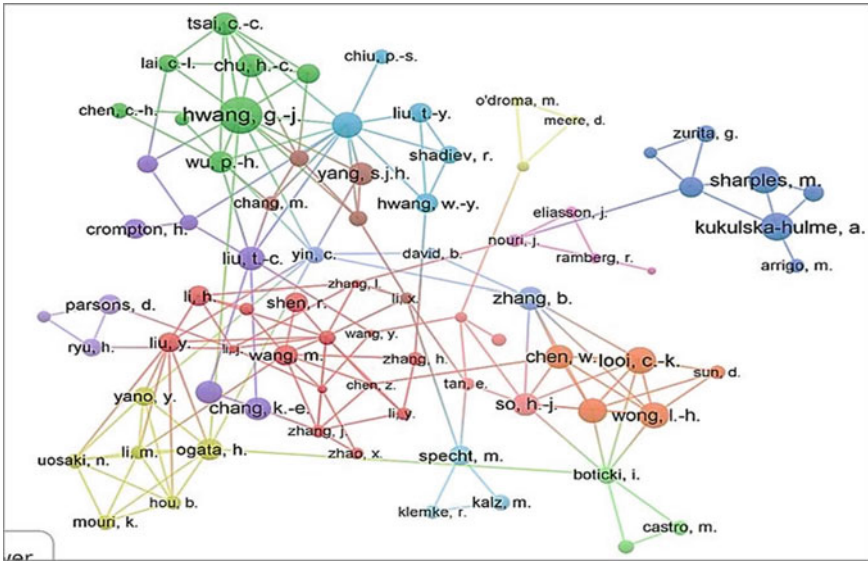 tsai, c.-c.
chiu, p.-s.
lai, c.-l.
chu, h.-c.
o'droma, m.
chen, c.-h.
hwang, g.-j.
liu, t.-y.
meere, d.
zurita, g.
wu, p.-h.
yang, s.j.h.
shadiev, r.
sharples, m.
chang, m.
hwang, w.-y.
eliasson, j.
kukulska-hulme, a.
crompton, h.
nouri, j.
liu, t.-c.
yin, c.
david, b.
ramberg, r.
arrigo, m.
zhang, l.
parsons, d.
li, h.
shen, r.
li, x.
zhang, b.
ryu, h.
liu, y.
li, j.
wang, y.
wang, m.
zhang, h.
chen, w.
looi, c.-k.
sun, d.
chen, z.
tan, e.
yano, y.
chang, k.-e.
li, y.
so, h.-j.
wong, l.-h.
zhang, j.
uosaki, n.
li, m.
ogata, h.
zhao, x.
specht, m.
boticki, i.
hou, b.
kalz, m.
mouri, k.
klemke, r.
castro, m.